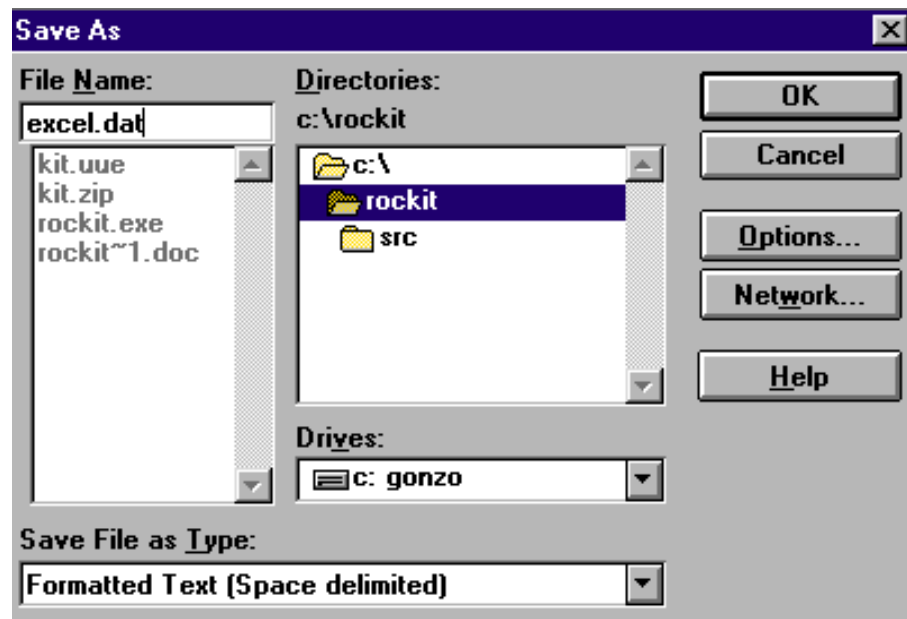 Save As
File Name:
excel.dat
kit.uue
kit.zip
rockit.exe
rockit~1.doc
Directories:
c:\rockit
c:\
rockit
src
Drives:
c: gonzo
Save File as Type:
Formatted Text (Space delimited)
OK
Cancel
Options...
Network...
Help